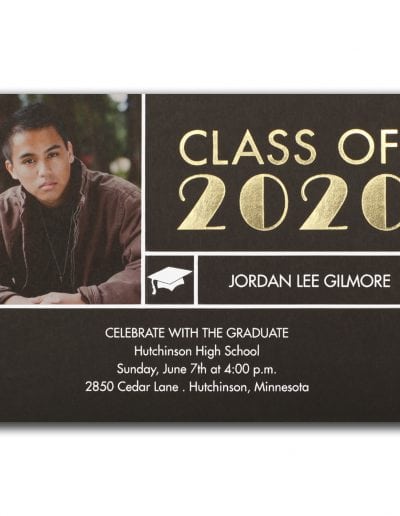 CLASS OF
2020
JORDAN LEE GILMORE
CELEBRATE WITH THE GRADUATE
Hutchinson High School
Sunday, June 7th at 4:00 p.m.
2850 Cedar Lane . Hutchinson, Minnesota